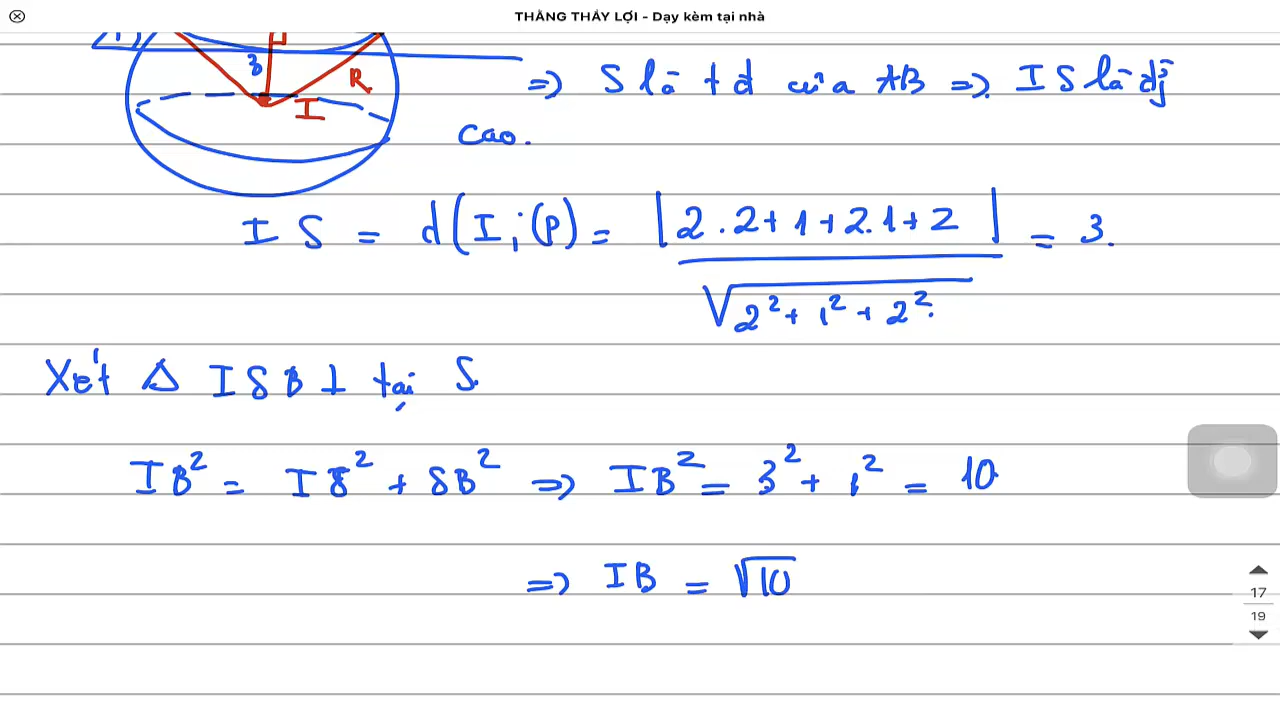 THẰNG THẦY LỢI - Dạy kèm tại nhà
3
R
I
=> S là t đ của AB => IS là đg
cao.
IS = d(I;(P) = |2.2+1+2.1+2| / √2²+1²+2². = 3.
Xét Δ ISB ⊥ tại S
IB² = IS² + SB² => IB² = 3² + 1² = 10
=> IB = √10
17
19